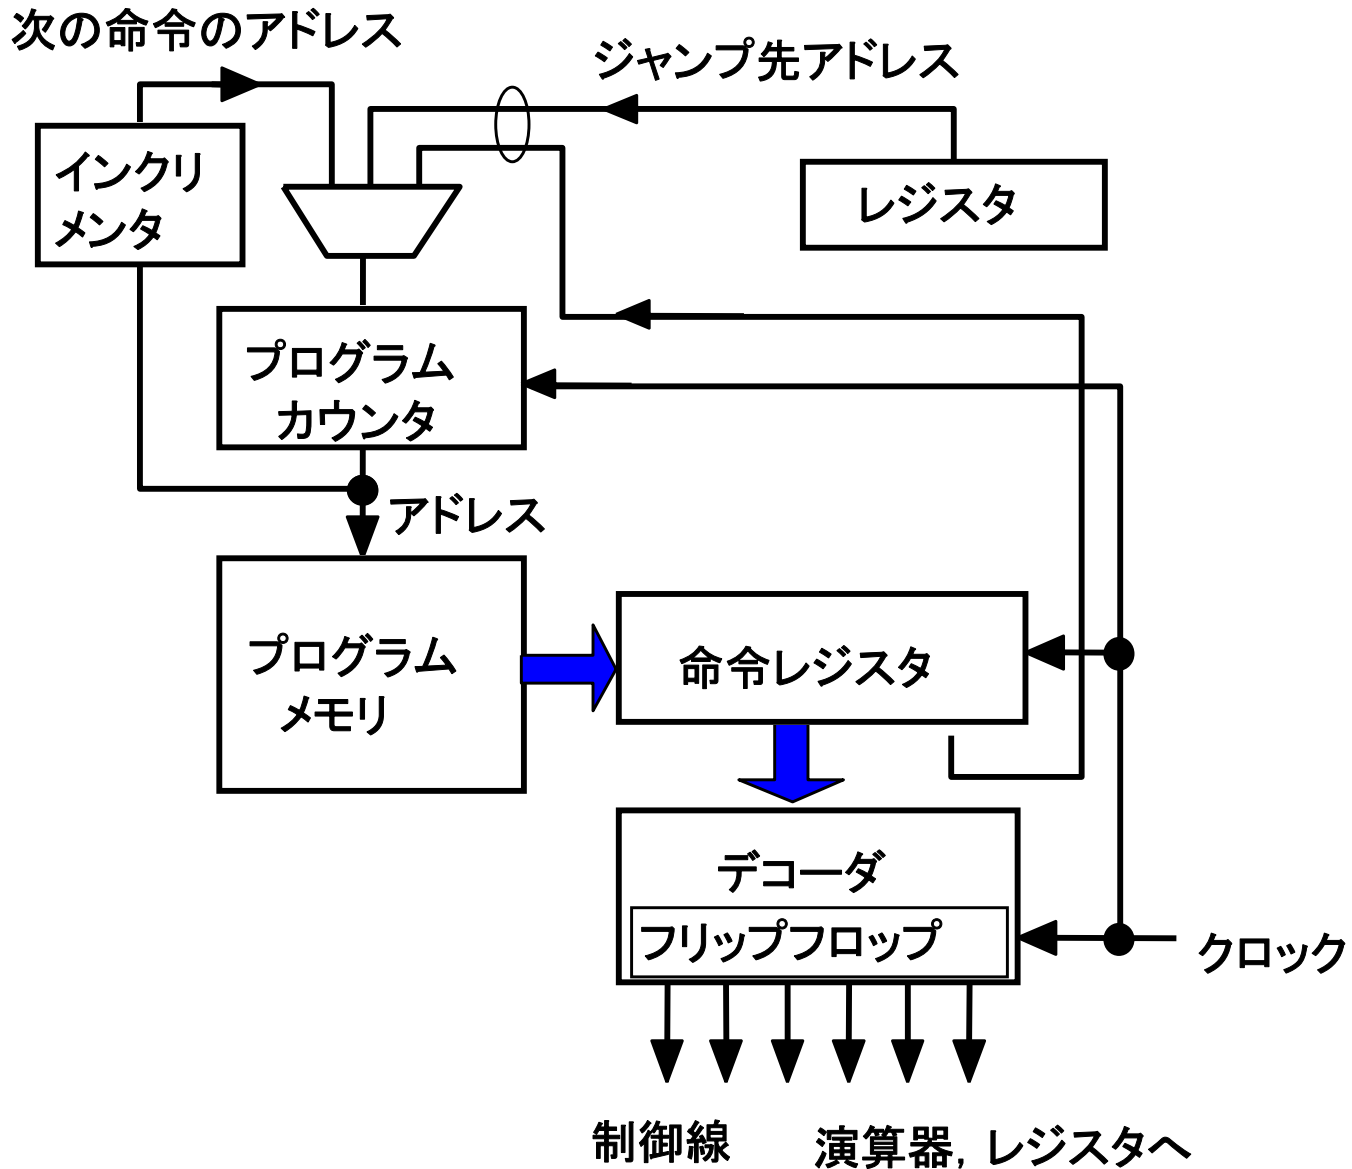 次の命令のアドレス
ジャンプ先アドレス
インクリ
メンタ
レジスタ
プログラム
カウンタ
アドレス
プログラム
メモリ
命令レジスタ
デコーダ
フリップフロップ
クロック
制御線
演算器, レジスタへ